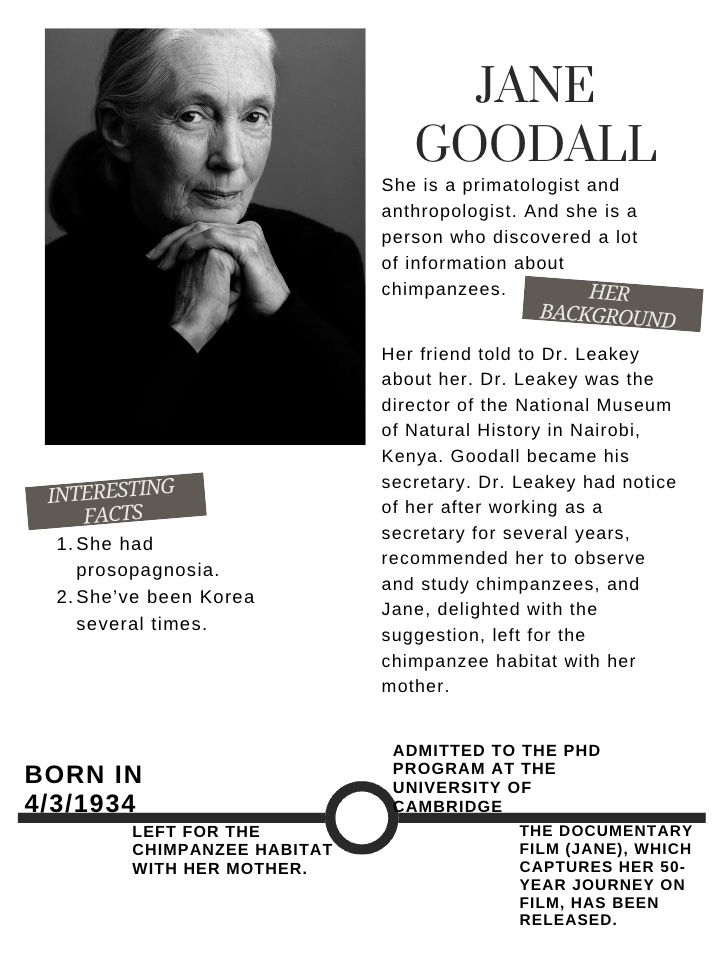 JANE
GOODALL
She is a primatologist and
anthropologist. And she is a
person who discovered a lot
of information about
chimpanzees.
HER
BACKGROUND
Her friend told to Dr. Leakey
about her. Dr. Leakey was the
director of the National Museum
of Natural History in Nairobi,
Kenya. Goodall became his
secretary. Dr. Leakey had notice
of her after working as a
secretary for several years,
recommended her to observe
and study chimpanzees, and
Jane, delighted with the
suggestion, left for the
chimpanzee habitat with her
mother.
INTERESTING
FACTS
1. She had
prosopagnosia.
2. She’ve been Korea
several times.
BORN IN
4/3/1934
LEFT FOR THE
CHIMPANZEE HABITAT
WITH HER MOTHER.
ADMITTED TO THE PHD
PROGRAM AT THE
UNIVERSITY OF
CAMBRIDGE
THE DOCUMENTARY
FILM (JANE), WHICH
CAPTURES HER 50-
YEAR JOURNEY ON
FILM, HAS BEEN
RELEASED.